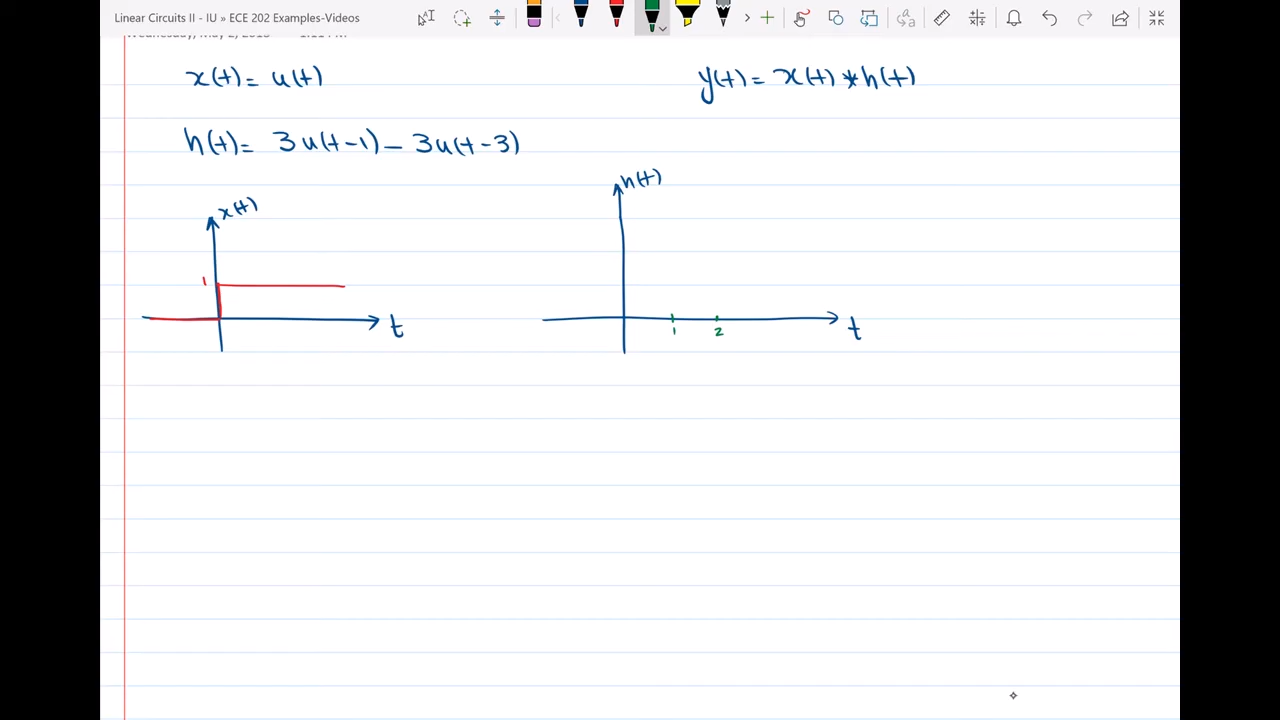 Linear Circuits II - IU » ECE 202 Examples-Videos
x(t) = u(t)
y(t) = x(t) * h(t)
h(t) = 3u(t-1) - 3u(t-3)
x(t)
h(t)
1
t
1
2
t